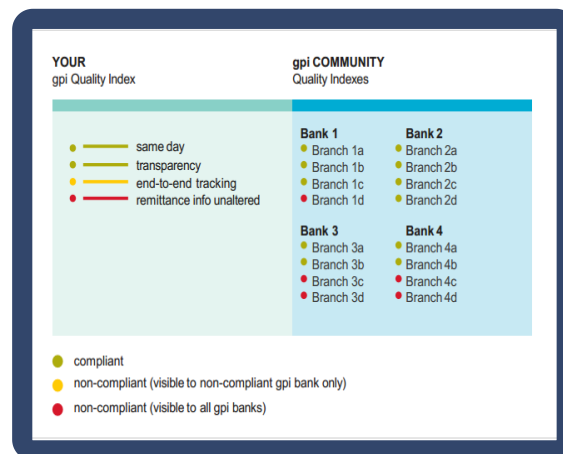 YOUR
gpi Quality Index
gpi COMMUNITY
Quality Indexes
same day
transparency
end-to-end tracking
remittance info unaltered
Bank 1
Branch 1a
Branch 1b
Branch 1c
Branch 1d
Bank 2
Branch 2a
Branch 2b
Branch 2c
Branch 2d
Bank 3
Branch 3a
Branch 3b
Branch 3c
Branch 3d
Bank 4
Branch 4a
Branch 4b
Branch 4c
Branch 4d
compliant
non-compliant (visible to non-compliant gpi bank only)
non-compliant (visible to all gpi banks)